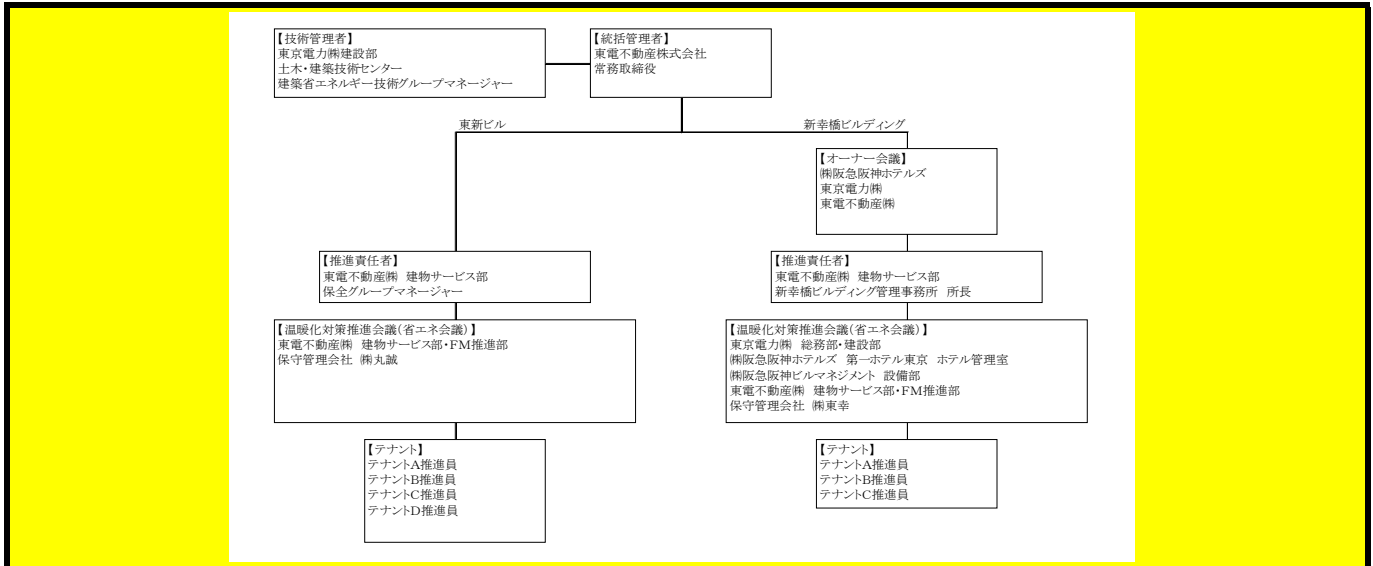 【技術管理者】
東京電力㈱建設部
土木・建築技術センター
建築省エネルギー技術グループマネージャー
【統括管理者】
東電不動産株式会社
常務取締役
東新ビル
新幸橋ビルディング
【オーナー会議】
㈱阪急阪神ホテルズ
東京電力㈱
東電不動産㈱
【推進責任者】
東電不動産㈱ 建物サービス部
保全グループマネージャー
【推進責任者】
東電不動産㈱ 建物サービス部
新幸橋ビルディング管理事務所 所長
【温暖化対策推進会議(省エネ会議)】
東電不動産㈱ 建物サービス部・FM推進部
保守管理会社 ㈱丸誠
【温暖化対策推進会議(省エネ会議)】
東京電力㈱ 総務部・建設部
㈱阪急阪神ホテルズ 第一ホテル東京 ホテル管理室
㈱阪急阪神ビルマネジメント 設備部
東電不動産㈱ 建物サービス部・FM推進部
保守管理会社 ㈱東幸
【テナント】
テナントA推進員
テナントB推進員
テナントC推進員
テナントD推進員
【テナント】
テナントA推進員
テナントB推進員
テナントC推進員